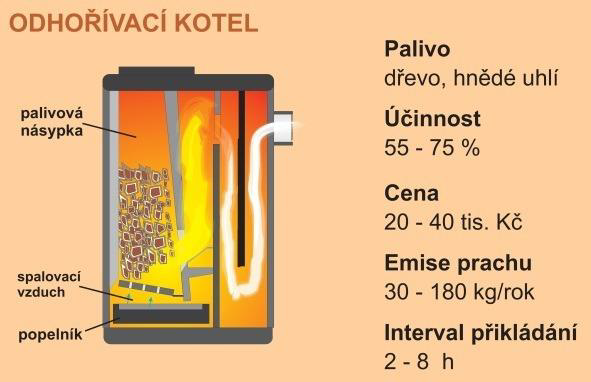 ODHOŘÍVACÍ KOTEL
palivová
násypka
spalovací
vzduch
popelník
Palivo
dřevo, hnědé uhlí
Účinnost
55 - 75 %
Cena
20 - 40 tis. Kč
Emise prachu
30 - 180 kg/rok
Interval přikládání
2 - 8 h